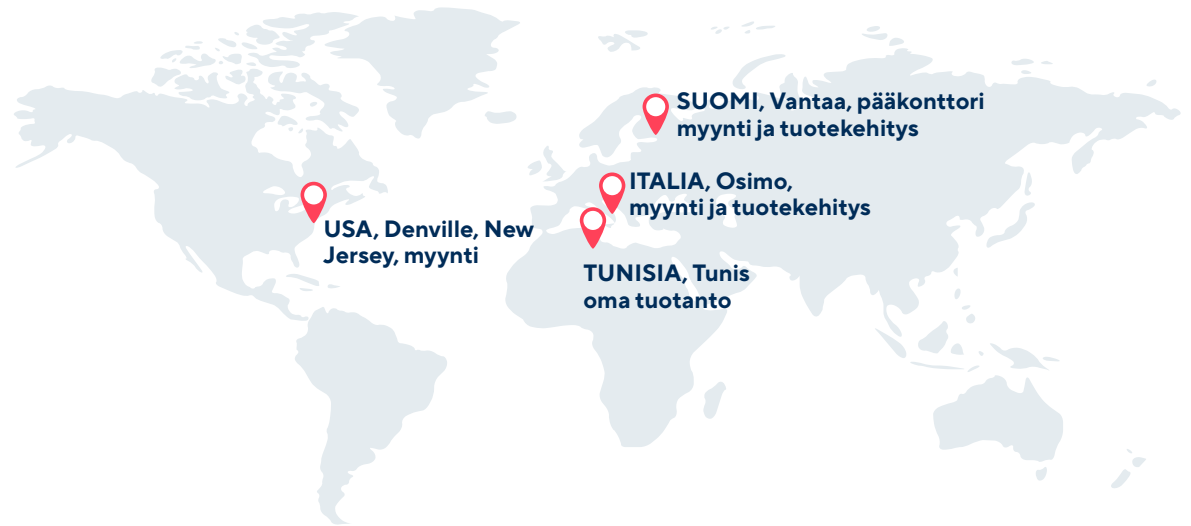 SUOMI, Vantaa, pääkonttori
myynti ja tuotekehitys
ITALIA, Osimo,
myynti ja tuotekehitys
USA, Denville, New
Jersey, myynti
TUNISIA, Tunis
oma tuotanto